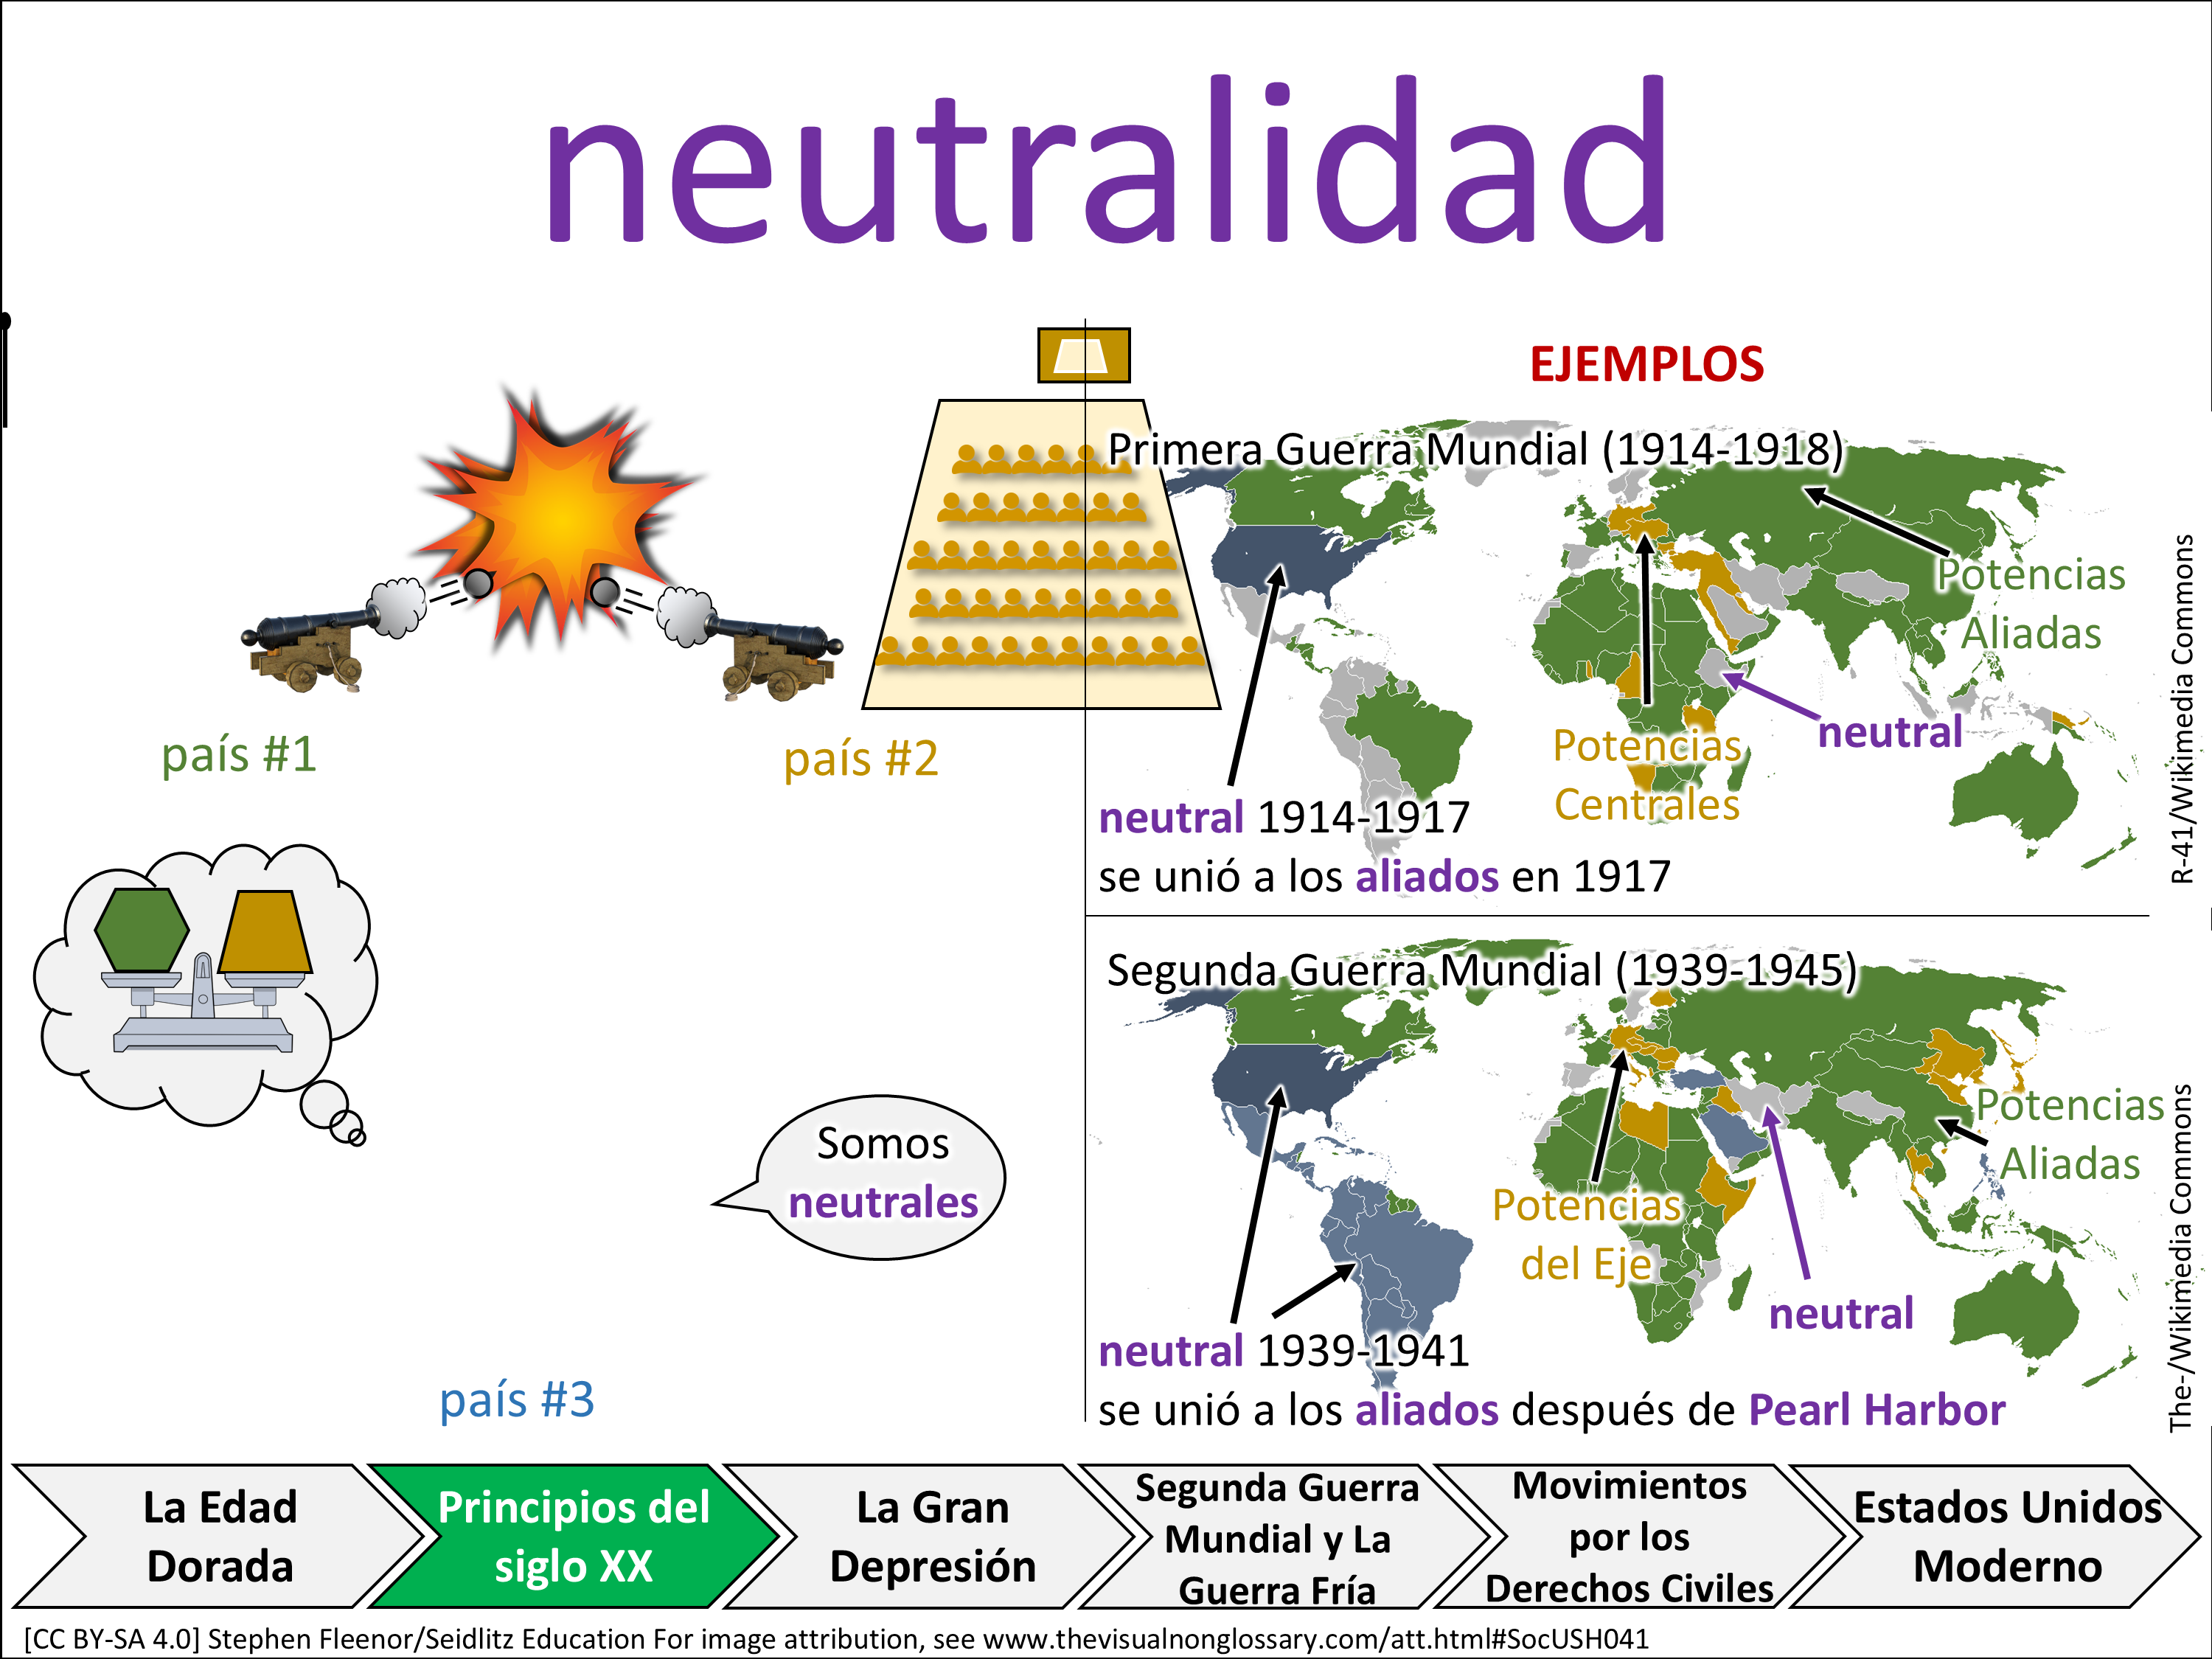 neutralidad
país #1
país #2
Somos
neutrales
país #3
EJEMPLOS
Primera Guerra Mundial (1914-1918)
Potencias
Aliadas
neutral
Potencias
Centrales
neutral 1914-1917
se unió a los aliados en 1917
R-41/Wikimedia Commons
Segunda Guerra Mundial (1939-1945)
Potencias
Aliadas
Potencias
del Eje
neutral
neutral 1939-1941
se unió a los aliados después de Pearl Harbor
The-/Wikimedia Commons
La Edad
Dorada
Principios del
siglo XX
La Gran
Depresión
Segunda Guerra
Mundial y La
Guerra Fría
Movimientos
por los
Derechos Civiles
Estados Unidos
Moderno
[CC BY-SA 4.0] Stephen Fleenor/Seidlitz Education For image attribution, see www.thevisualnonglossary.com/att.html#SocUSH041